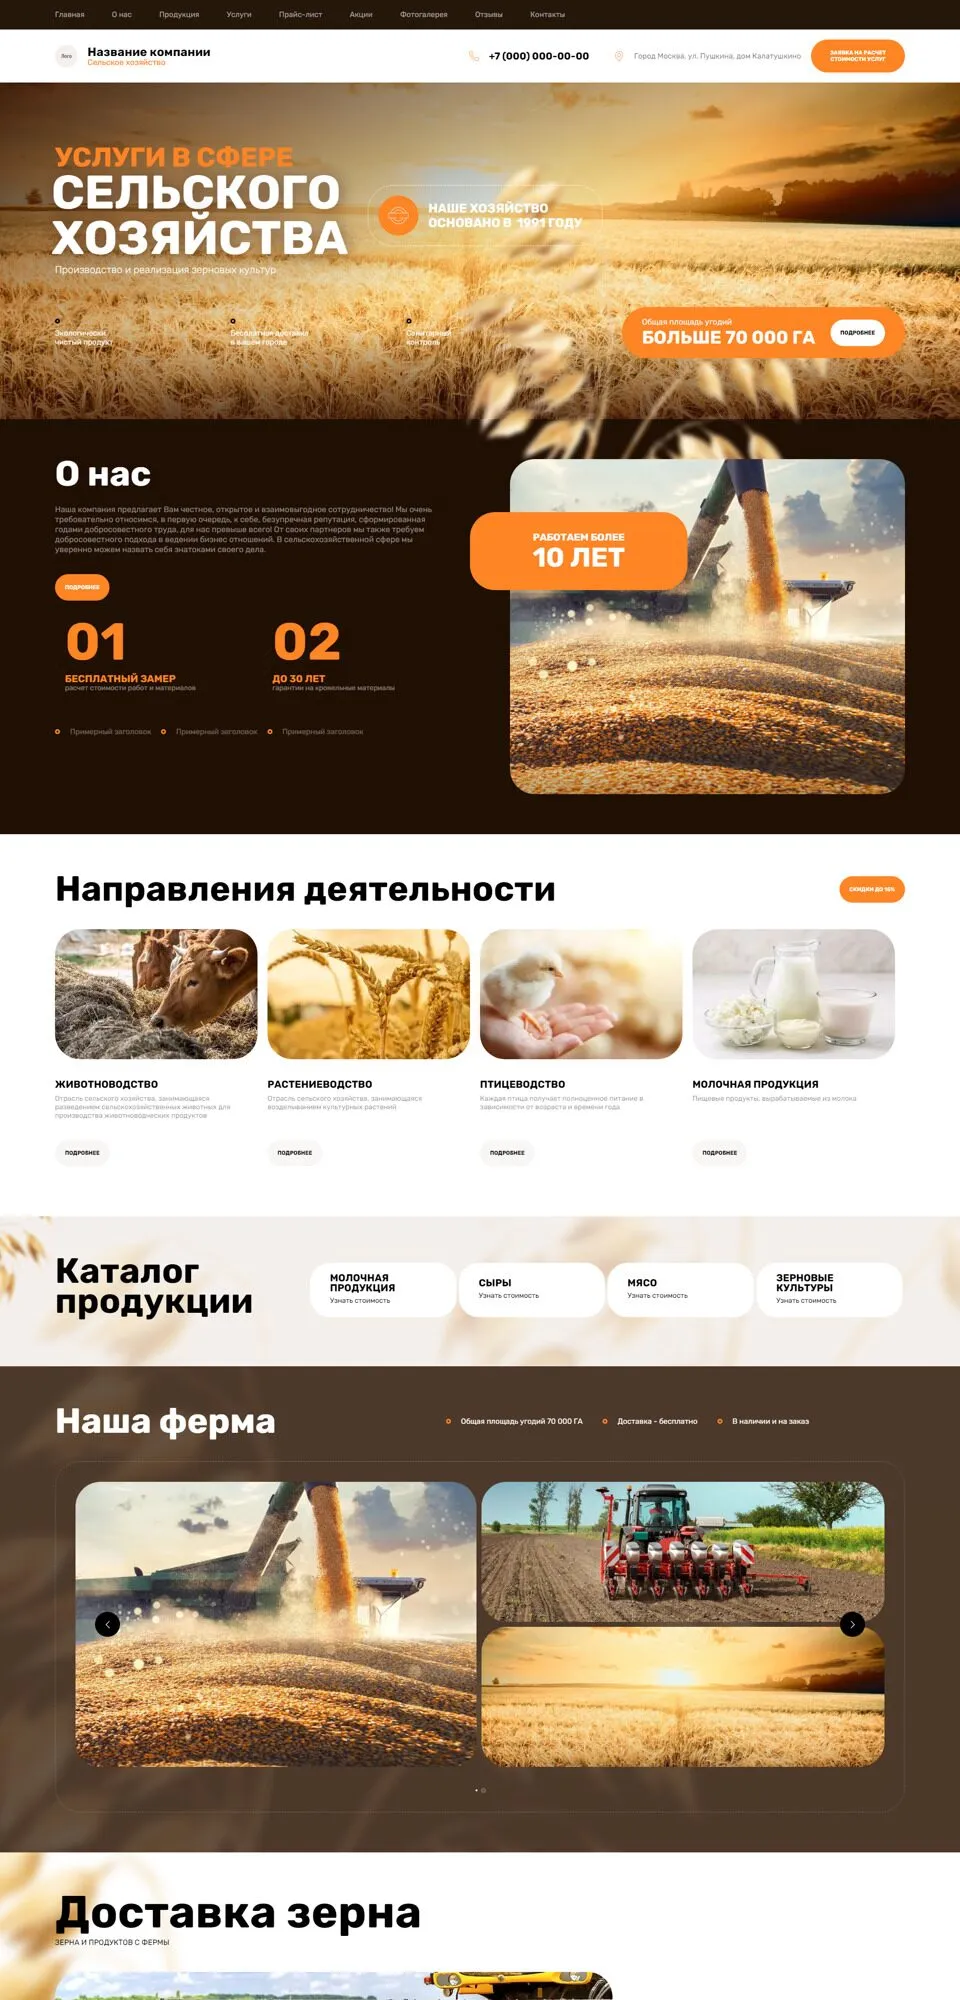 Главная
О нас
Продукция
Услуги
Прайс-лист
Акции
Фотогалерея
Отзывы
Контакты
Лого
Название компании
Сельское хозяйство
+7 (000) 000-00-00
Город Москва, ул. Пушкина, дом Калатушкино
ЗАЯВКА НА РАСЧЕТ
СТОИМОСТИ УСЛУГ
УСЛУГИ В СФЕРЕ
СЕЛЬСКОГО
ХОЗЯЙСТВА
Производство и реализация зерновых культур
НАШЕ ХОЗЯЙСТВО
ОСНОВАНО В 1991 ГОДУ
Экологически
чистый продукт
Бесплатная доставка
в вашем городе
Санитарный
контроль
Общая площадь угодий
БОЛЬШЕ 70 000 ГА
ПОДРОБНЕЕ
О нас
Наша компания предлагает Вам честное, открытое и взаимовыгодное сотрудничество! Мы очень
требовательно относимся, в первую очередь, к себе, безупречная репутация, сформированная
годами добросовестного труда, для нас превыше всего! От своих партнеров мы также требуем
добросовестного подхода в ведении бизнес отношений. В сельскохозяйственной сфере мы
уверенно можем назвать себя знатоками своего дела.
ПОДРОБНЕЕ
РАБОТАЕМ БОЛЕЕ
10 ЛЕТ
01
БЕСПЛАТНЫЙ ЗАМЕР
расчет стоимости работ и материалов
02
ДО 30 ЛЕТ
гарантии на кровельные материалы
Примерный заголовок
Примерный заголовок
Примерный заголовок
Направления деятельности
СКИДКИ ДО 16%
ЖИВОТНОВОДСТВО
Отрасль сельского хозяйства, занимающаяся
разведением сельскохозяйственных животных для
производства животноводческих продуктов
ПОДРОБНЕЕ
РАСТЕНИЕВОДСТВО
Отрасль сельского хозяйства, занимающаяся
возделыванием культурных растений
ПОДРОБНЕЕ
ПТИЦЕВОДСТВО
Каждая птица получает полноценное питание в
зависимости от возраста и времени года
ПОДРОБНЕЕ
МОЛОЧНАЯ ПРОДУКЦИЯ
Пищевые продукты, вырабатываемые из молока
ПОДРОБНЕЕ
Каталог
продукции
МОЛОЧНАЯ
ПРОДУКЦИЯ
Узнать стоимость
СЫРЫ
Узнать стоимость
МЯСО
Узнать стоимость
ЗЕРНОВЫЕ
КУЛЬТУРЫ
Узнать стоимость
Наша ферма
Общая площадь угодий 70 000 ГА
Доставка - бесплатно
В наличии и на заказ
Доставка зерна
ЗЕРНА И ПРОДУКТОВ С ФЕРМЫ